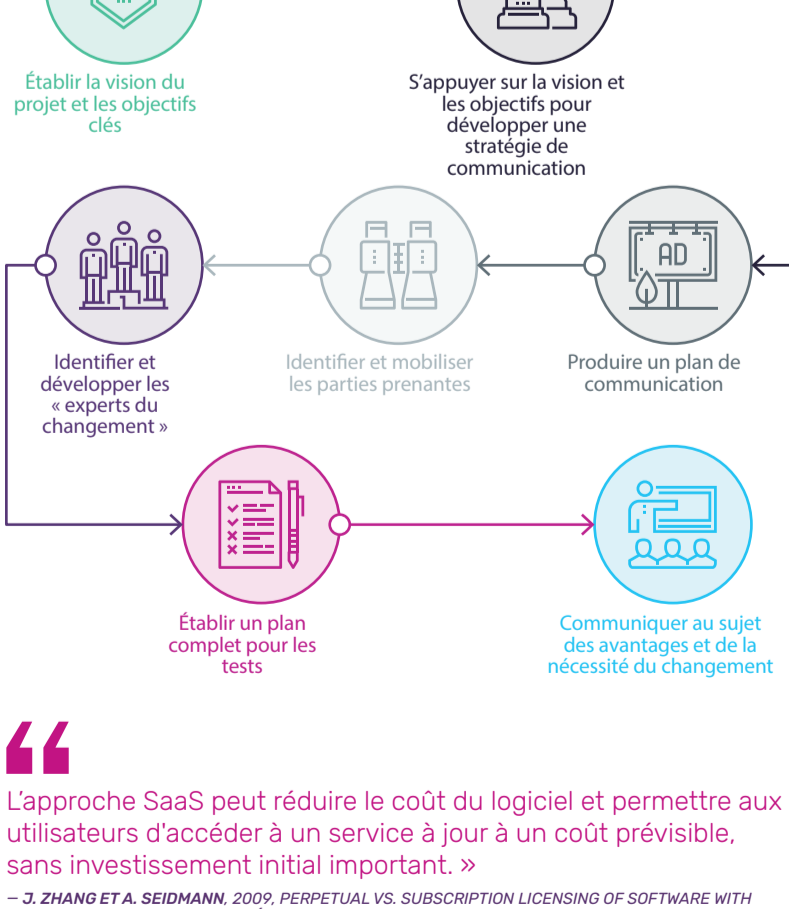 Établir la vision du
projet et les objectifs
clés
S'appuyer sur la vision et
les objectifs pour
développer une
stratégie de
communication
AD
1
Identifier et
développer les
« experts du
changement »
Identifier et mobiliser
les parties prenantes
Produire un plan de
communication
Établir un plan
complet pour les
tests
Communiquer au sujet
des avantages et de la
nécessité du changement
“
L'approche SaaS peut réduire le coût du logiciel et permettre aux
utilisateurs d'accéder à un service à jour à un coût prévisible,
sans investissement initial important. »
– J. ZHANG ET A. SEIDMANN, 2009, PERPETUAL VS. SUBSCRIPTION LICENSING OF SOFTWARE WITH